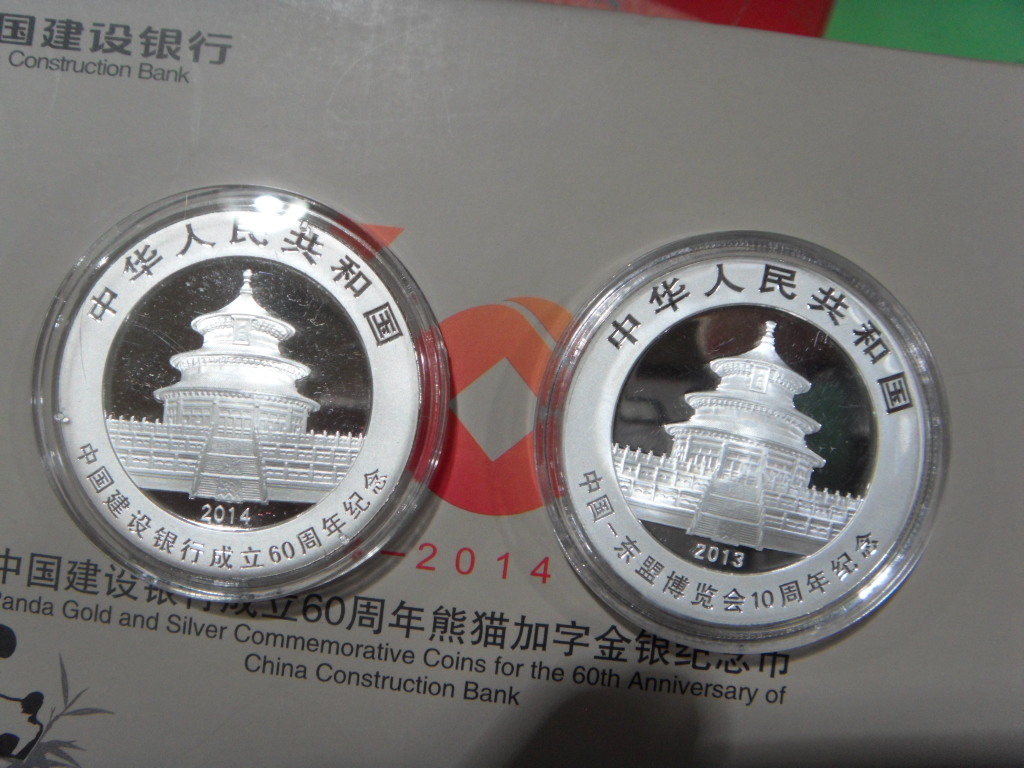 国建设银行
Construction Bank
中华人民共和国
2014
中国建设银行成立60周年纪念
中华人民共和国
2013
中国-东盟博览会10周年纪念
-2014
中国建设银行成立60周年熊猫加字金银纪念币
Panda Gold and Silver Commemorative Coins for the 60th Anniversary of
China Construction Bank